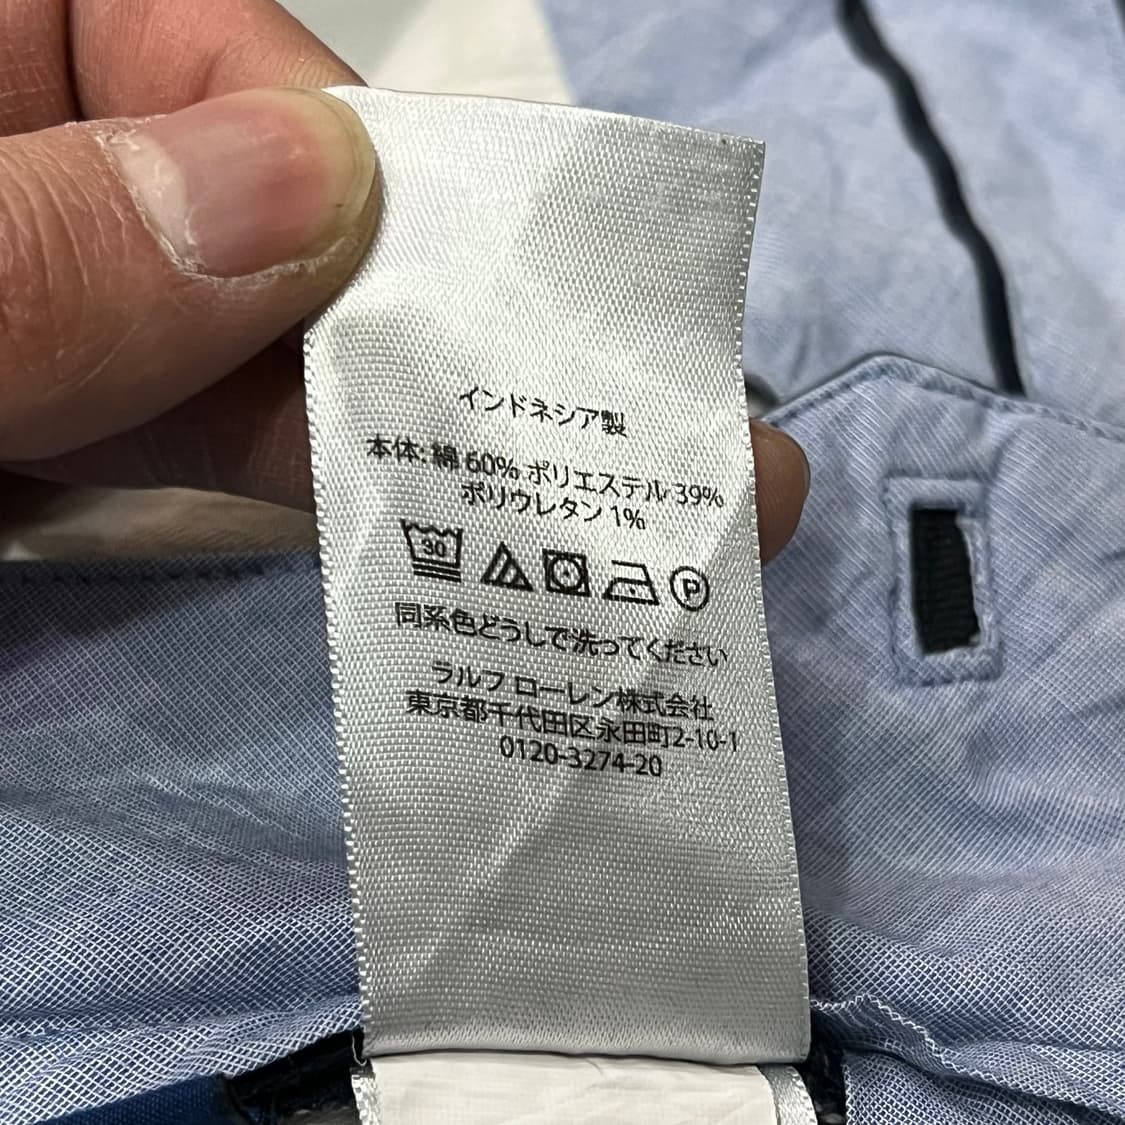 インドネシア製
本体: 綿 60% ポリエステル 39%
ポリウレタン 1%
30
P
同系色どうしで洗ってください
ラルフ ローレン株式会社
東京都千代田区永田町2-10-1
0120-3274-20